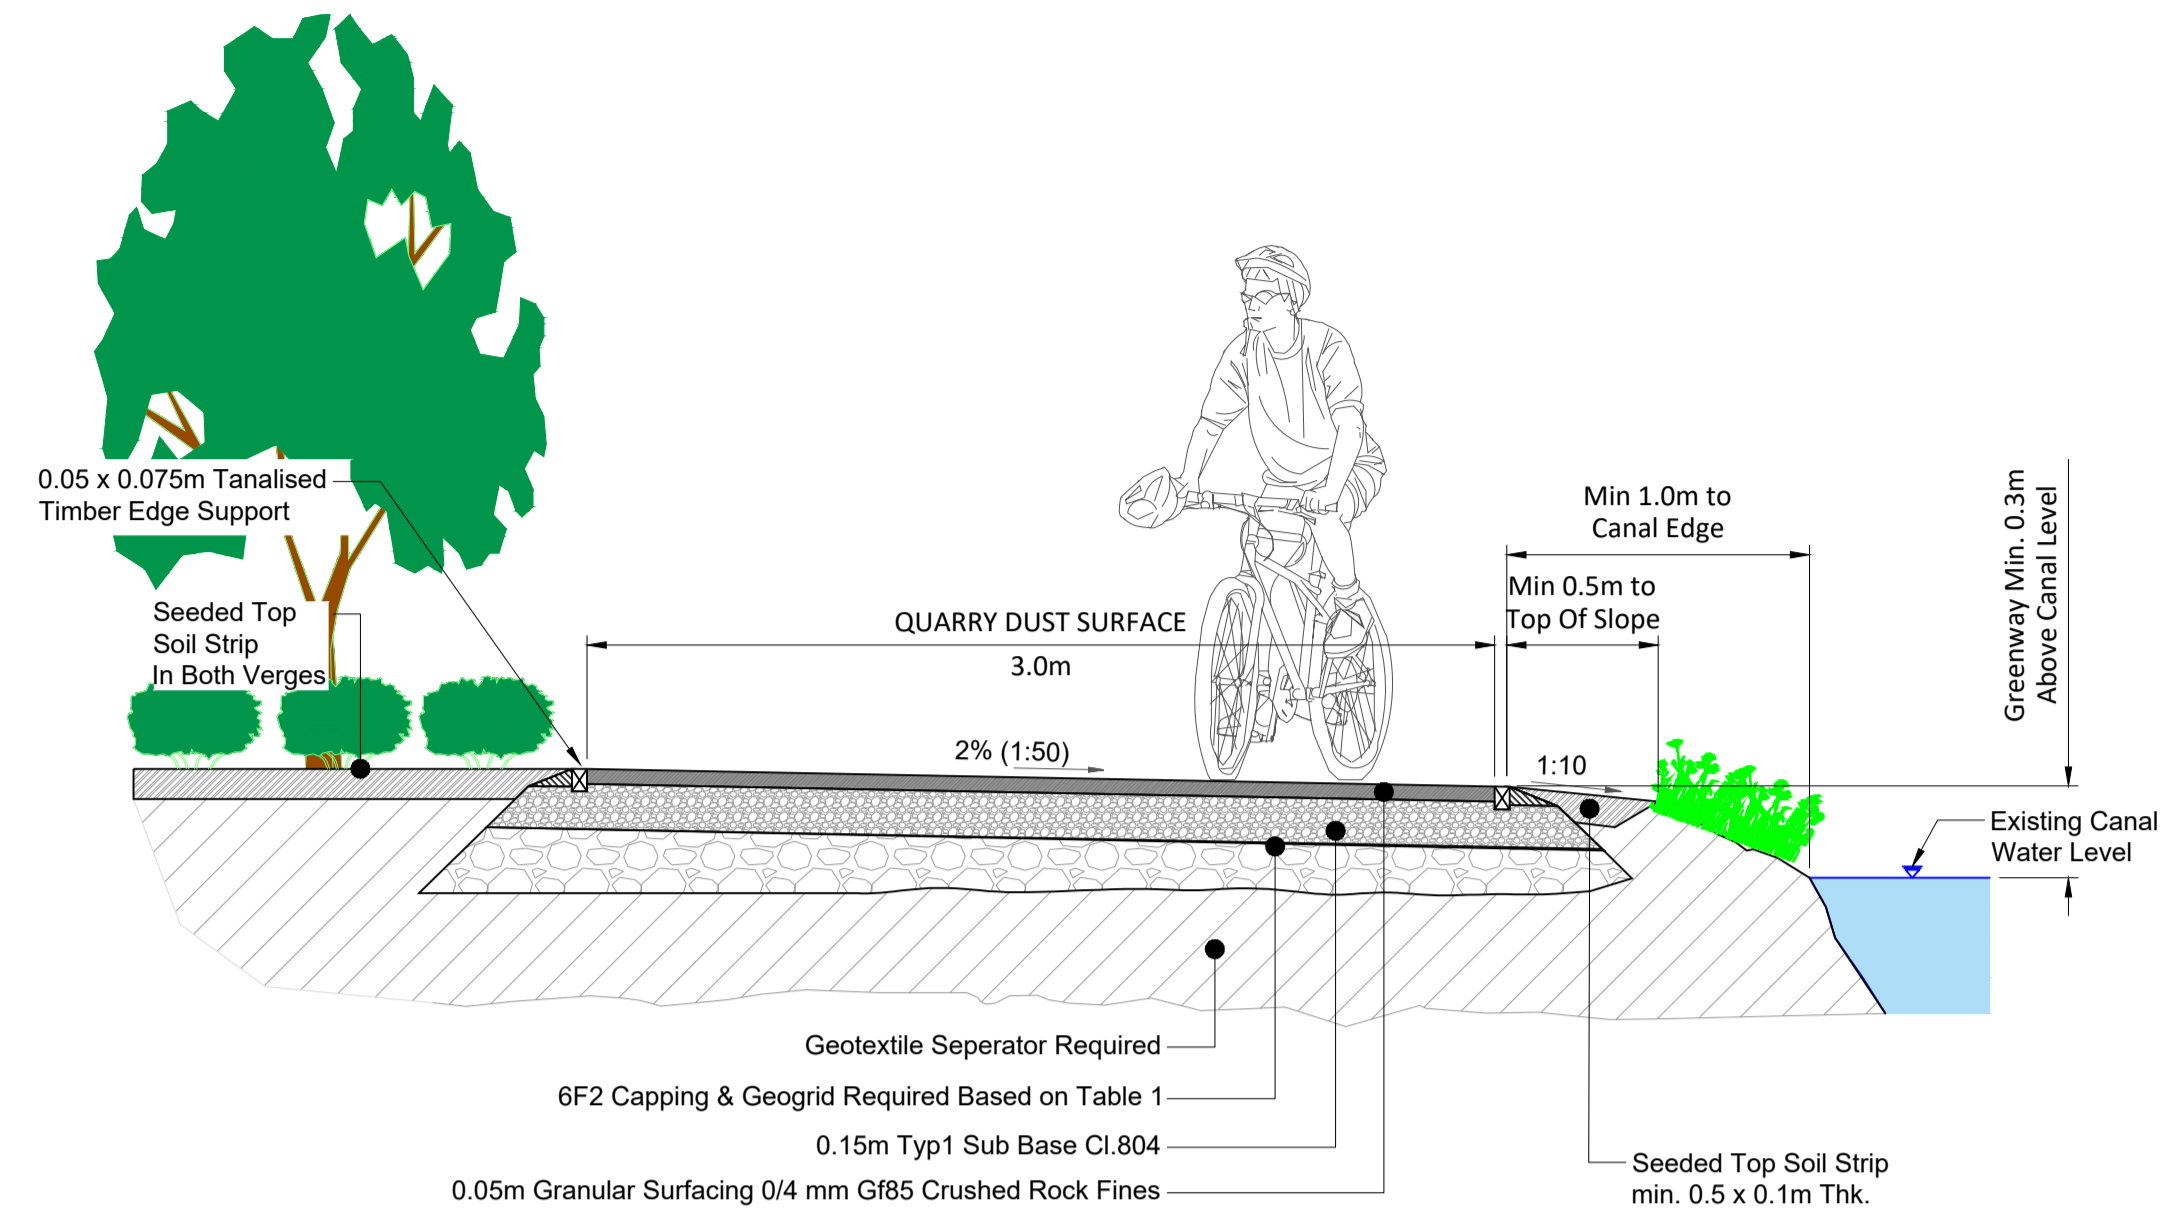 0.05 x 0.075m Tanalised
Timber Edge Support
Seeded Top
Soil Strip
In Both Verges
QUARRY DUST SURFACE
3.0m
2% (1:50)
Min 1.0m to
Canal Edge
Min 0.5m to
Top Of Slope
1:10
Greenway Min. 0.3m
Above Canal Level
Existing Canal
Water Level
Geotextile Seperator Required
6F2 Capping & Geogrid Required Based on Table 1
0.15m Typ1 Sub Base Cl.804
0.05m Granular Surfacing 0/4 mm Gf85 Crushed Rock Fines
Seeded Top Soil Strip
min. 0.5 x 0.1m Thk.